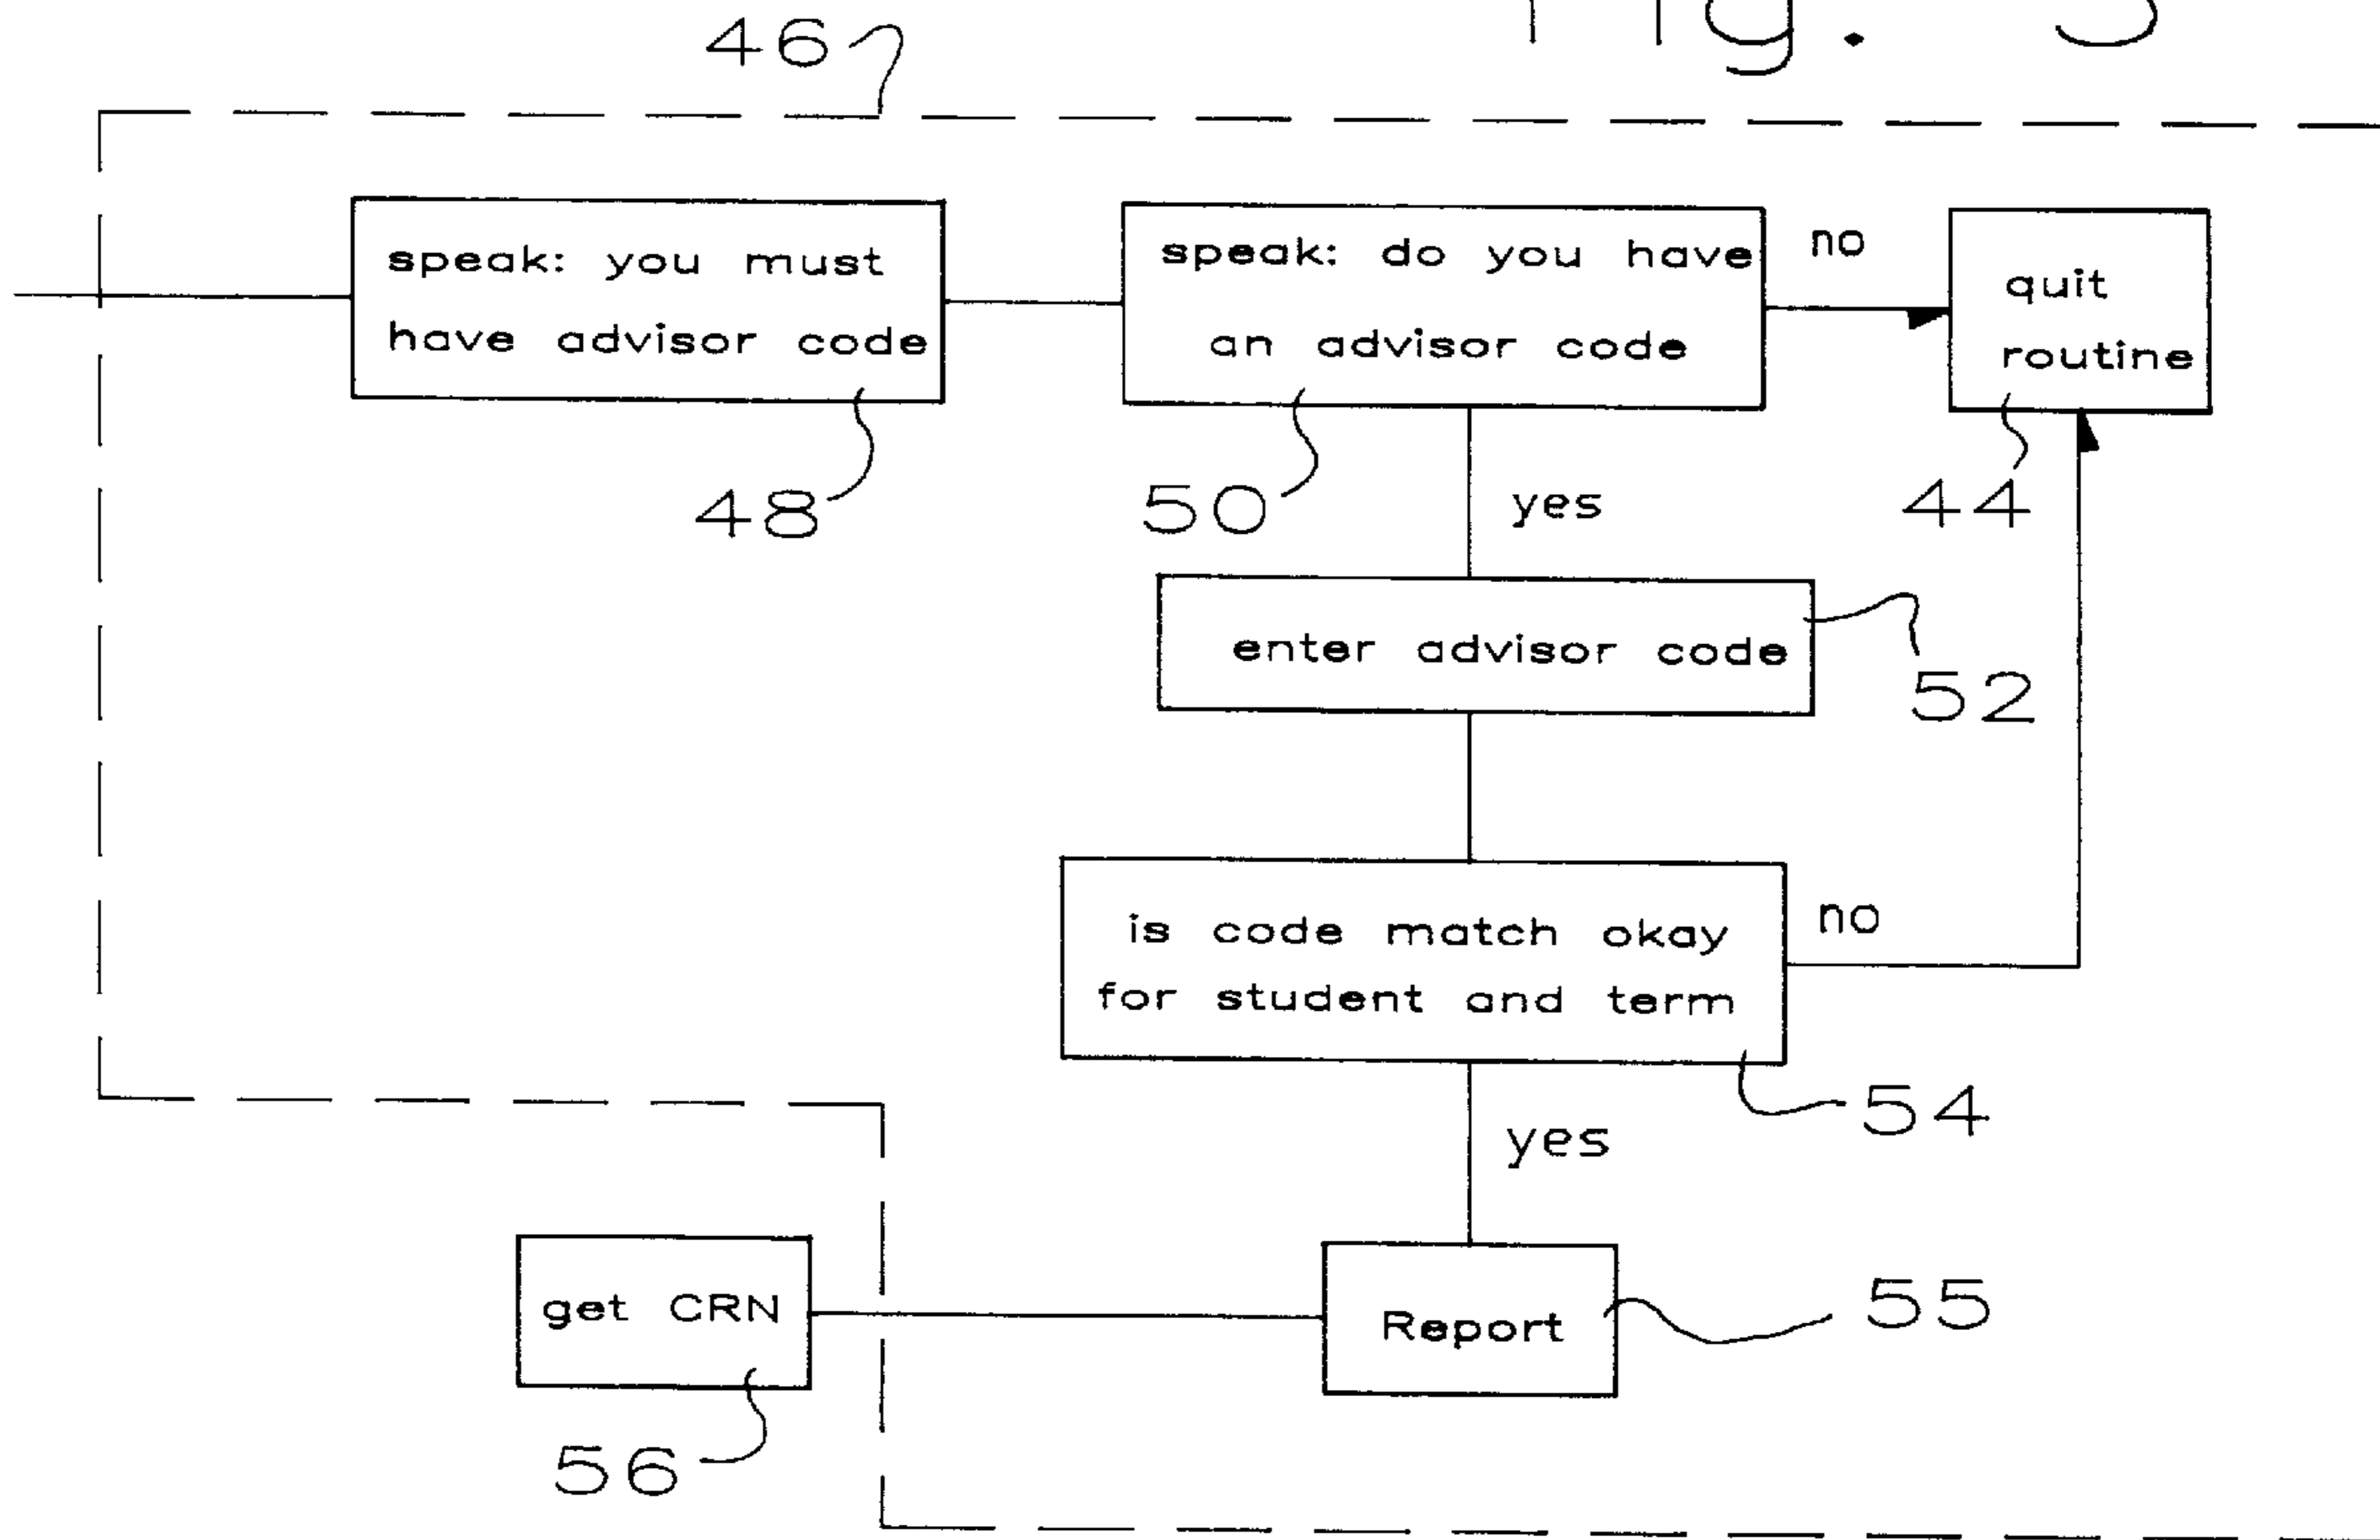 46
speak: you must
have advisor code
48
speak: do you have
an advisor code
50
no
quit
routine
44
yes
enter advisor code
52
is code match okay
for student and term
54
no
yes
Report
55
get CRN
56